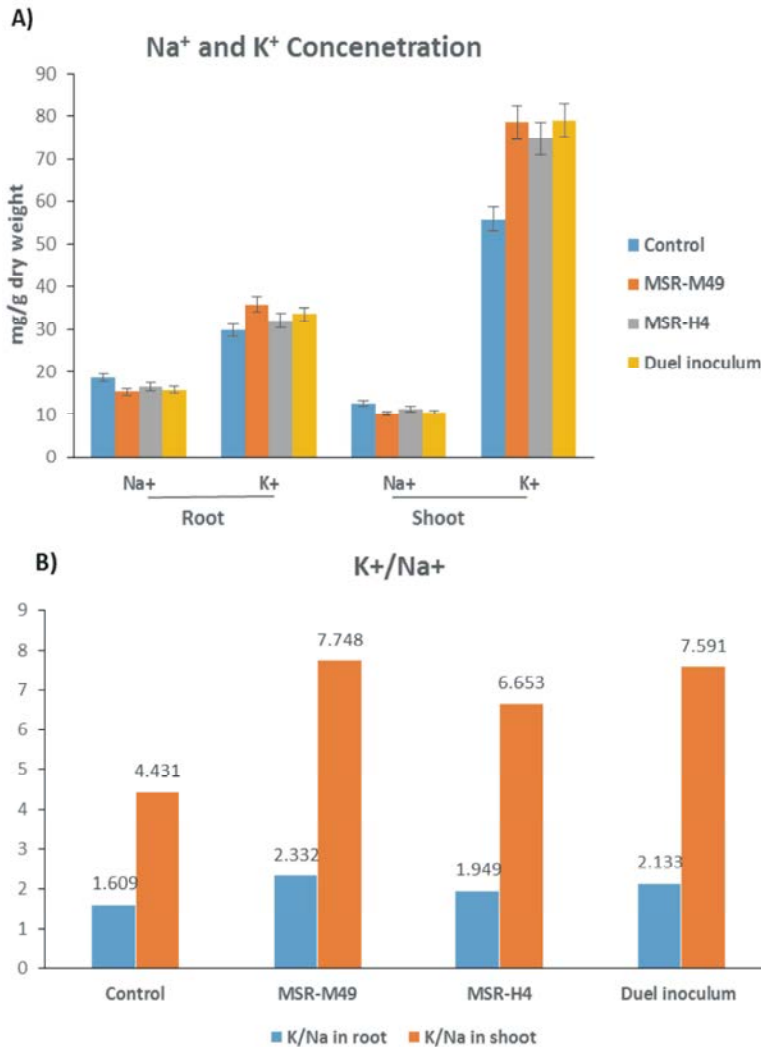 A)
Na⁺ and K⁺ Concenetration
90
80
70
60
50
40
30
20
10
0
mg/g dry weight
Na+ K+ Na+ K+
Root Shoot
Control
MSR-M49
MSR-H4
Duel inoculum
B)
K+/Na+
9
8
7
6
5
4
3
2
1
0
1.609
4.431
2.332
7.748
1.949
6.653
2.133
7.591
Control MSR-M49 MSR-H4 Duel inoculum
K/Na in root K/Na in shoot